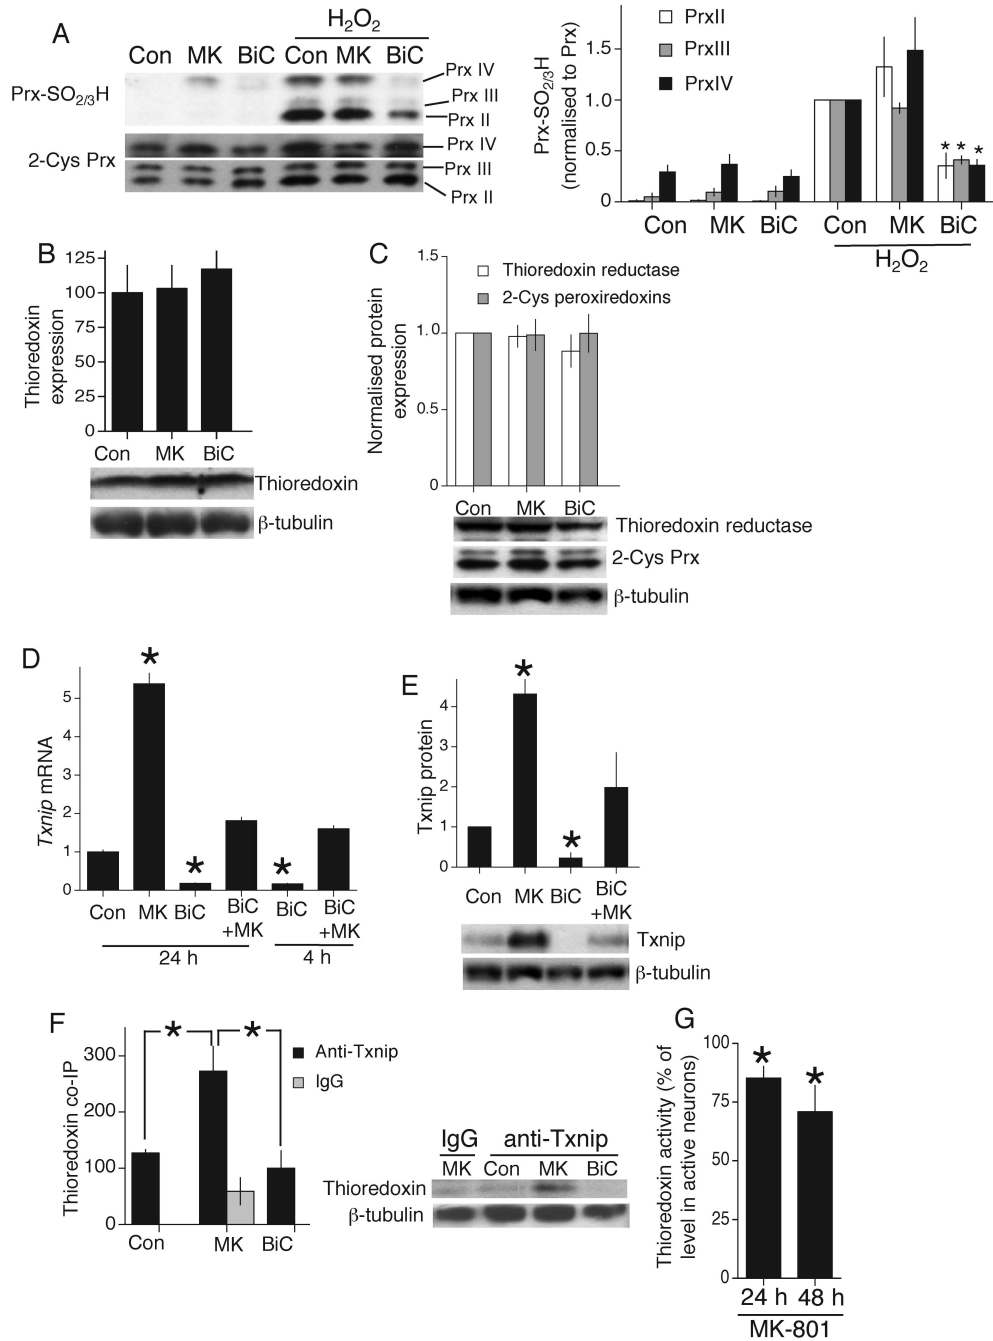 A
H2O2
Con MK BiC Con MK BiC
Prx-SO2/3H
Prx IV
Prx III
Prx II
2-Cys Prx
Prx IV
Prx III
Prx II
Prx-SO2/3H
(normalised to Prx)
1.5
1.0
0.5
0
PrxII
PrxIII
PrxIV
* * *
Con MK BiC Con MK BiC
H2O2
B
Thioredoxin
expression
125
100
75
50
25
0
Con MK BiC
Thioredoxin
β-tubulin
C
Normalised protein
expression
1.5
1.0
0.5
0
Thioredoxin reductase
2-Cys peroxiredoxins
Con MK BiC
Thioredoxin reductase
2-Cys Prx
β-tubulin
D
Txnip mRNA
5
4
3
2
1
0
* * *
Con MK BiC BiC +MK BiC BiC +MK
24 h 4 h
E
Txnip protein
4
3
2
1
0
* *
Con MK BiC BiC +MK
Txnip
β-tubulin
F
Thioredoxin co-IP
300
200
100
0
* *
Anti-Txnip
IgG
Con MK BiC
IgG anti-Txnip
MK Con MK BiC
Thioredoxin
β-tubulin
G
Thioredoxin activity (% of
level in active neurons)
100
75
50
25
0
* *
24 h 48 h
MK-801